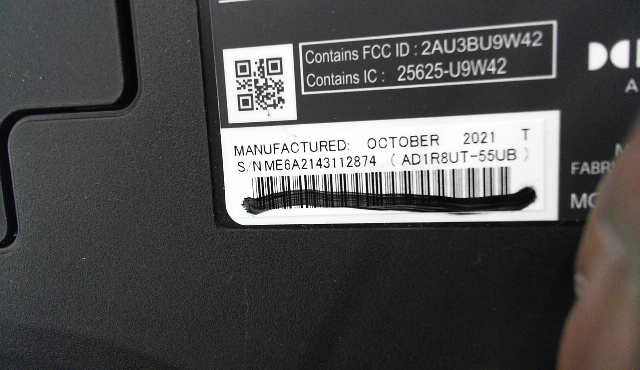 Contains FCC ID : 2AU3BU9W42
Contains IC : 25625-U9W42
MANUFACTURED: OCTOBER 2021 T
S/N ME6A2143112874 ( AD1R8UT-55UB )